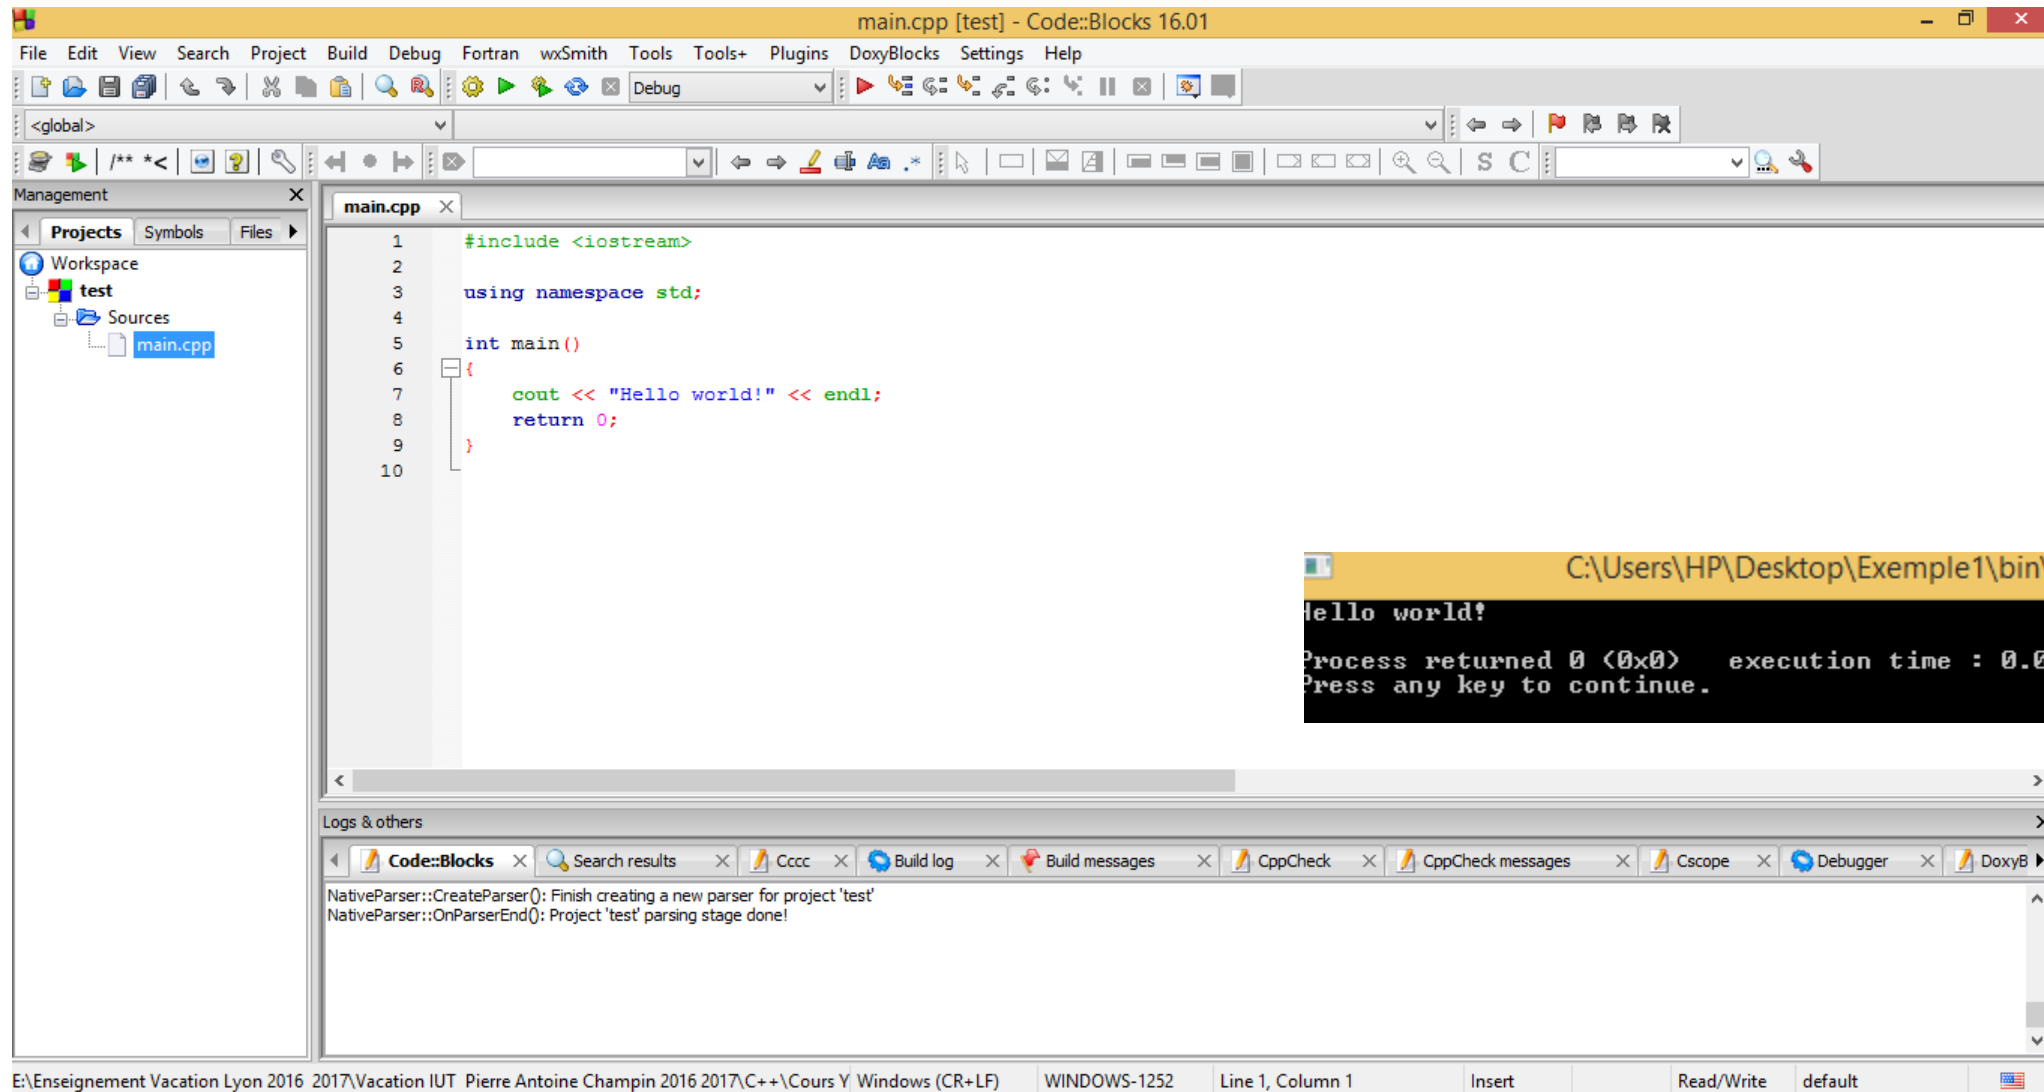 main.cpp [test] - Code::Blocks 16.01
File Edit View Search Project Build Debug Fortran wxSmith Tools Tools+ Plugins DoxyBlocks Settings Help
Debug
<global>
/** *<
S C
Management
main.cpp
Projects Symbols Files
Workspace
test
Sources
main.cpp
1 #include <iostream>
2
3 using namespace std;
4
5 int main()
6 {
7 cout << "Hello world!" << endl;
8 return 0;
9 }
10
C:\Users\HP\Desktop\Exemple1\bin\
Hello world!
Process returned 0 (0x0) execution time : 0.0
Press any key to continue.
Logs & others
Code::Blocks Search results Cccc Build log Build messages CppCheck CppCheck messages Cscope Debugger DoxyB
NativeParser::CreateParser(): Finish creating a new parser for project 'test'
NativeParser::OnParserEnd(): Project 'test' parsing stage done!
E:\Enseignement Vacation Lyon 2016 2017\Vacation IUT Pierre Antoine Champin 2016 2017\C++\Cours Y Windows (CR+LF) WINDOWS-1252 Line 1, Column 1 Insert Read/Write default